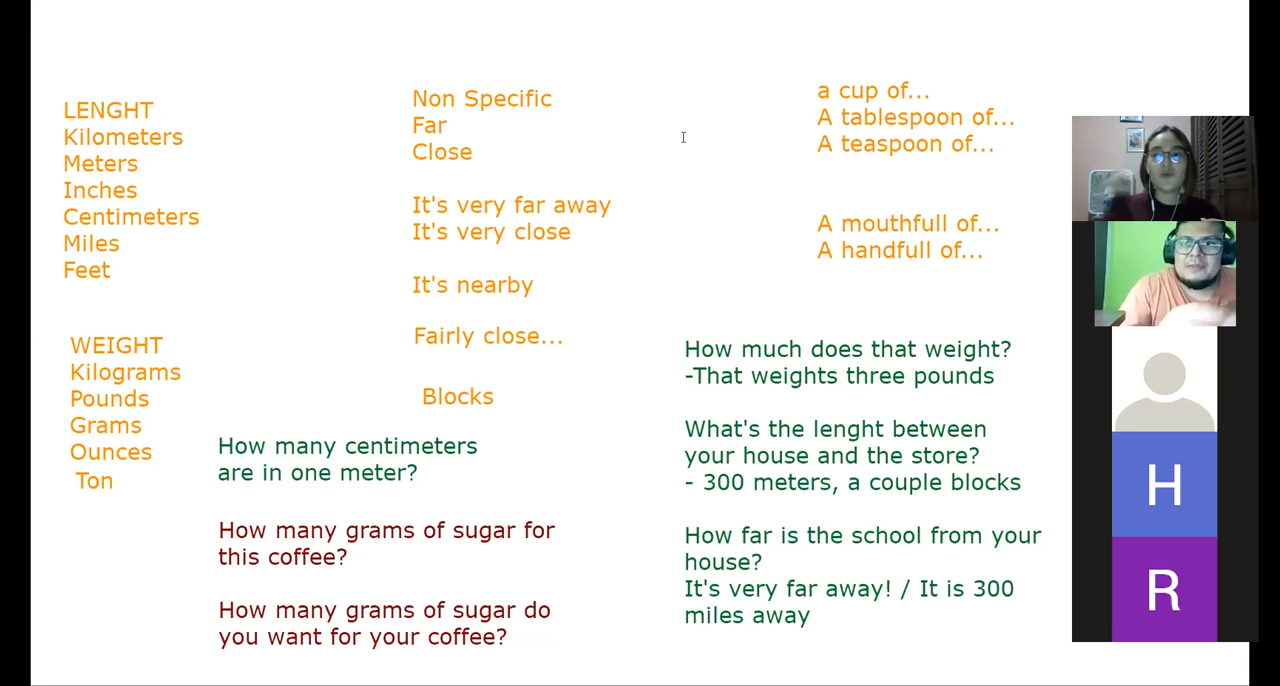 LENGHT
Kilometers
Meters
Inches
Centimeters
Miles
Feet
WEIGHT
Kilograms
Pounds
Grams
Ounces
Ton
Non Specific
Far
Close
It's very far away
It's very close
It's nearby
Fairly close...
Blocks
How many centimeters
are in one meter?
How many grams of sugar for
this coffee?
How many grams of sugar do
you want for your coffee?
a cup of...
A tablespoon of...
A teaspoon of...
A mouthfull of...
A handfull of...
How much does that weight?
-That weights three pounds
What's the lenght between
your house and the store?
- 300 meters, a couple blocks
How far is the school from your
house?
It's very far away! / It is 300
miles away
H
R